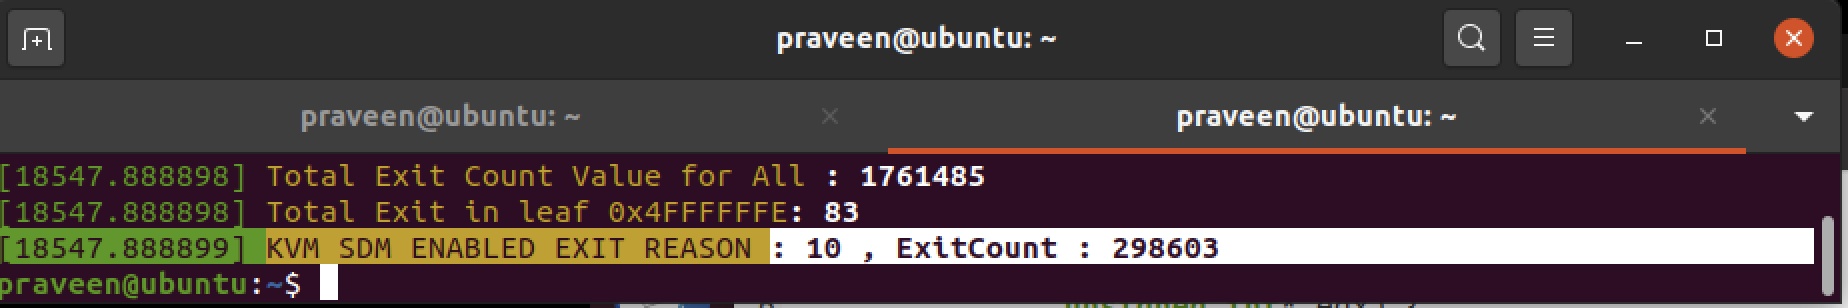 praveen@ubuntu: ~
praveen@ubuntu: ~
praveen@ubuntu: ~
[18547.888898] Total Exit Count Value for All : 1761485
[18547.888898] Total Exit in leaf 0x4FFFFFFE: 83
[18547.888899] KVM SDM ENABLED EXIT REASON : 10 , ExitCount : 298603
praveen@ubuntu:~$